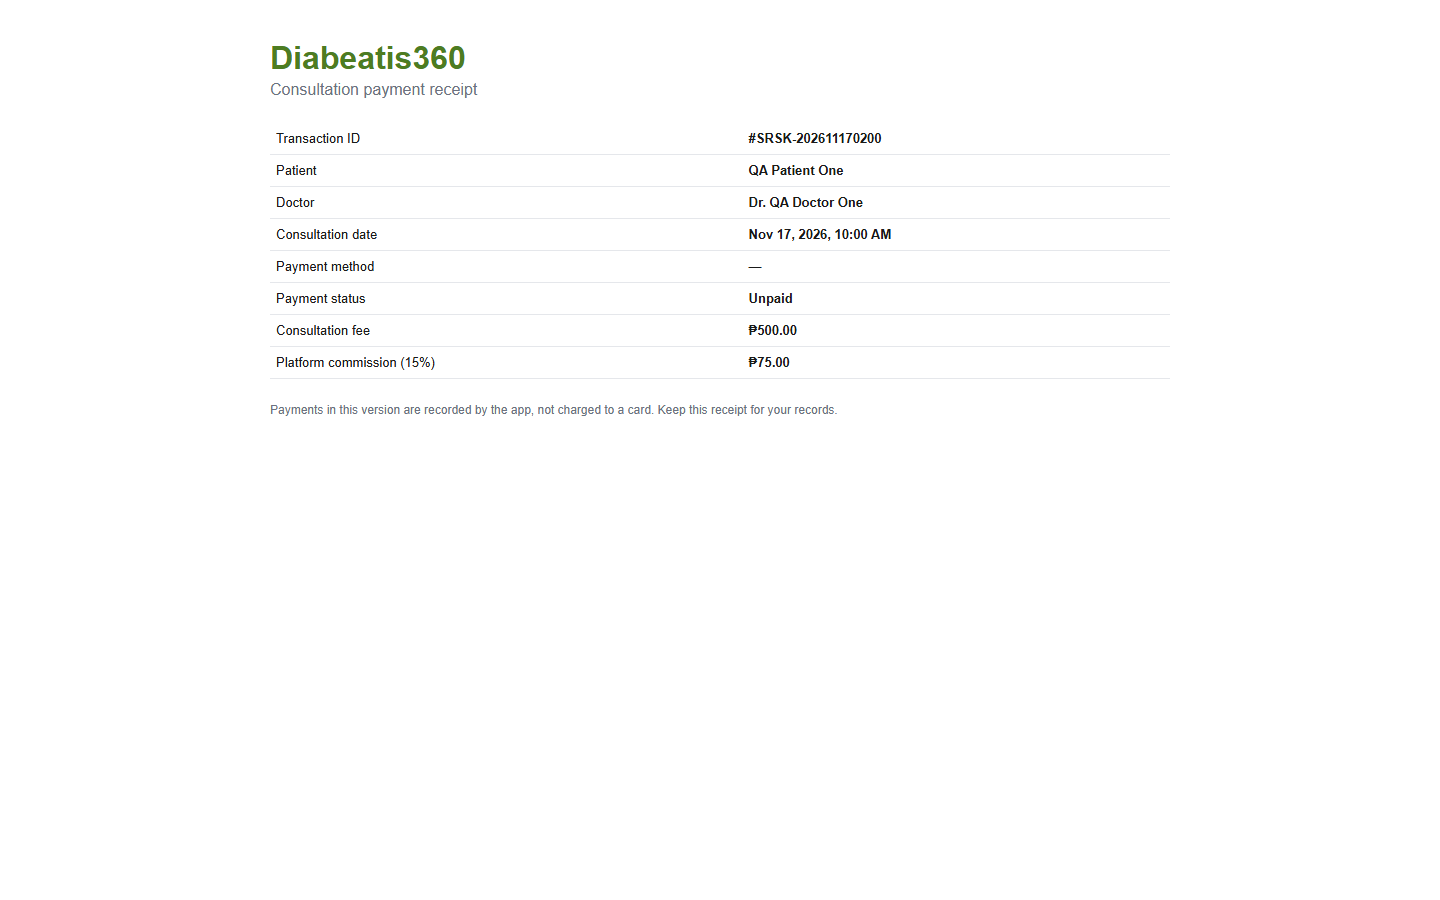 Diabeatis360
Consultation payment receipt
Transaction ID #SRSK-202611170200
Patient QA Patient One
Doctor Dr. QA Doctor One
Consultation date Nov 17, 2026, 10:00 AM
Payment method —
Payment status Unpaid
Consultation fee ₱500.00
Platform commission (15%) ₱75.00
Payments in this version are recorded by the app, not charged to a card. Keep this receipt for your records.